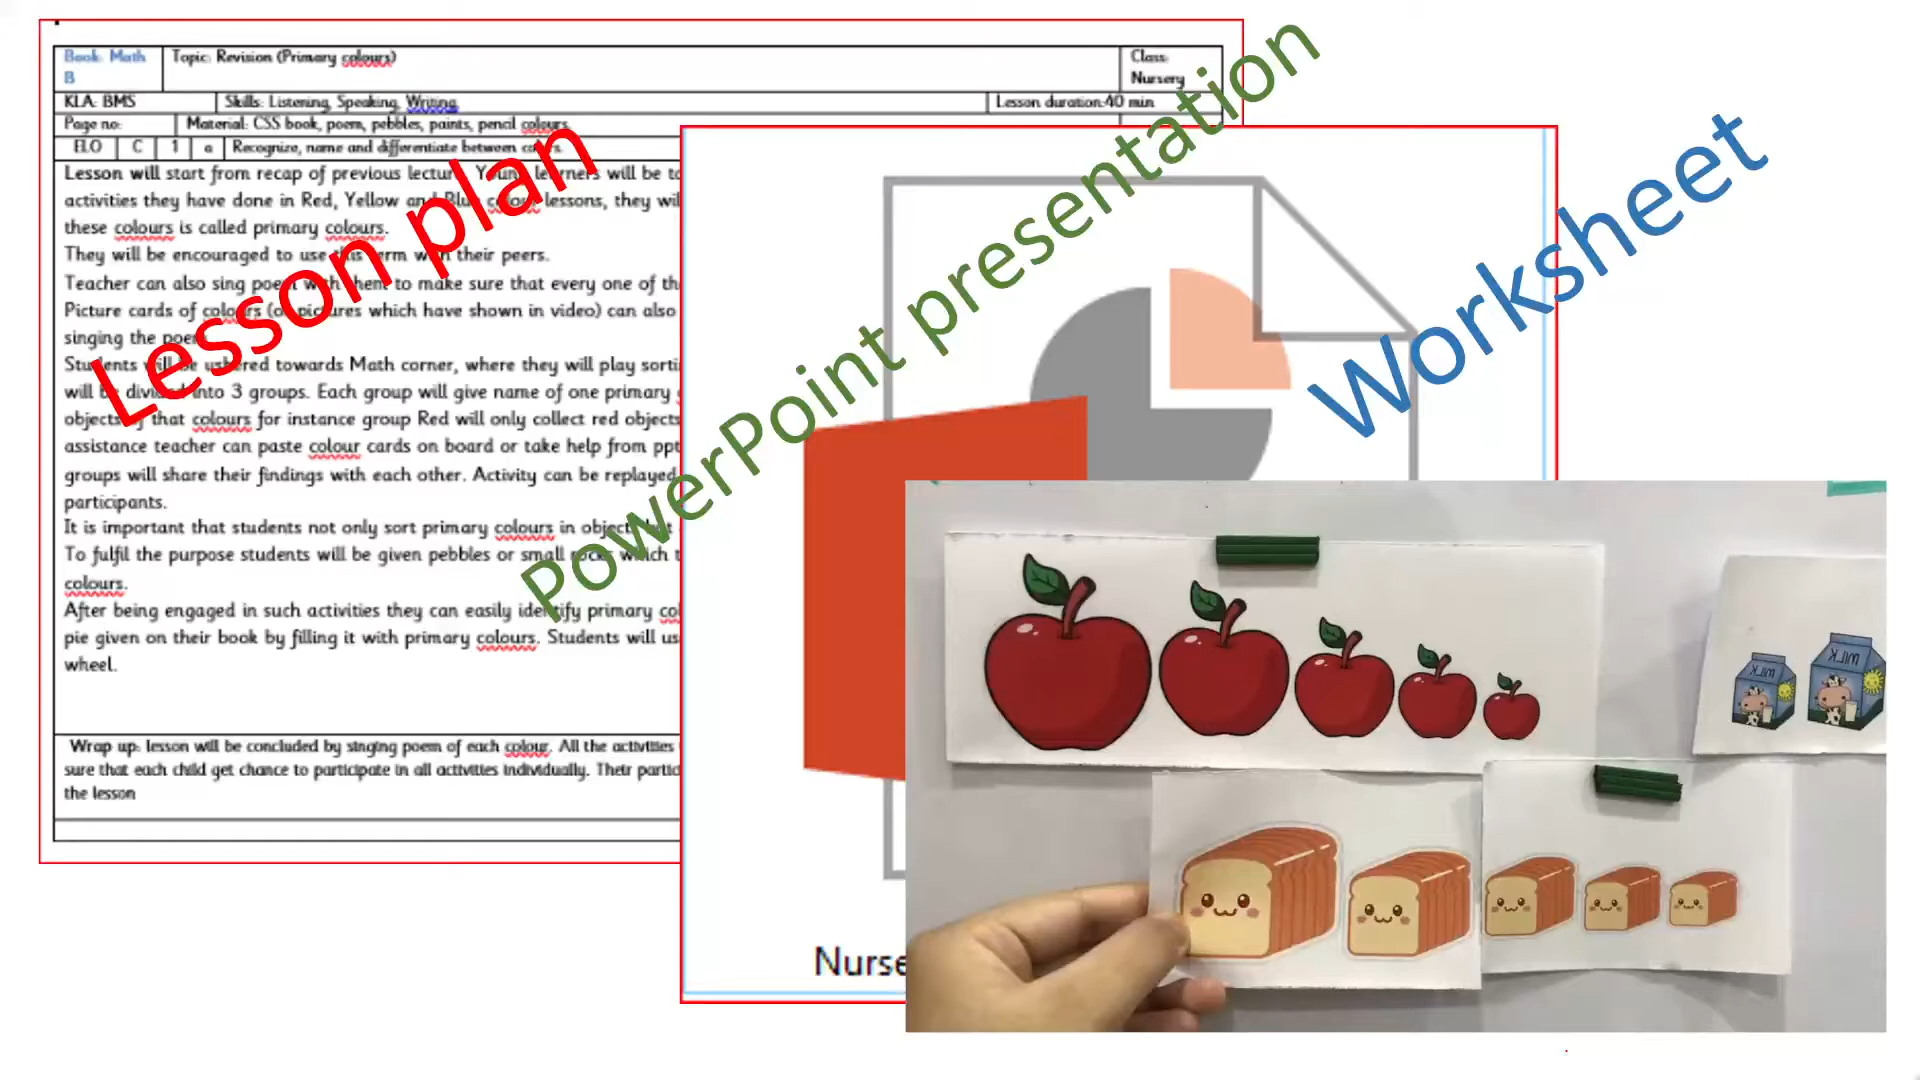 Book: Math
B
Topic: Revision (Primary colours)
Class:
Nursery
KLA: BMS
Skills: Listening, Speaking, Writing
Lesson duration:40 min
Page no:
Material: CSS book, poem, pebbles, paints, pencil colours.
ELO C 1 a Recognize, name and differentiate between
Lesson will start from recap of previous Young learners will be
activities they have done in Red, Yellow and Blue colour lessons, they
these colours is called primary colours.
They will be encouraged to use this term with their peers.
Teacher can also sing poem with them to make sure that every one of
Picture cards of colours (or pictures which have shown in video) can also
singing the poem
Students will be ushered towards Math corner, where they will play
will be divided into 3 groups. Each group will give name of one primary
objects of that colours for instance group Red will only collect red objects
assistance teacher can paste colour cards on board or take help from ppt
groups will share their findings with each other. Activity can be replayed
participants.
It is important that students not only sort primary colours in
To fulfil the purpose students will be given pebbles or small rocks which
colours.
After being engaged in such activities they can easily identify primary
pie given on their book by filling it with primary colours. Students will
wheel.
Wrap up: lesson will be concluded by singing poem of each colour. All the activities
sure that each child get chance to participate in all activities individually. Their
the lesson
Lesson plan
PowerPoint presentation
Worksheet
MILK
MILK